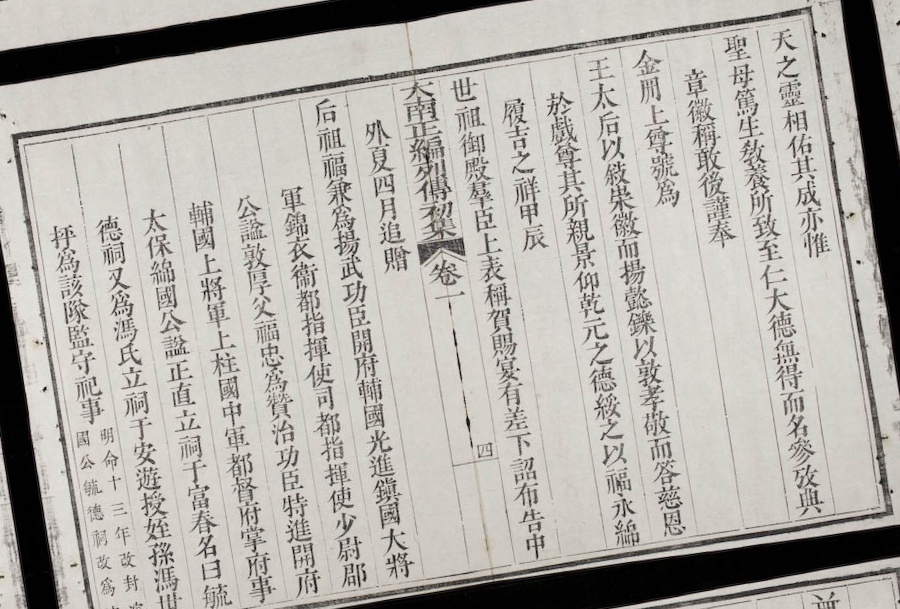 天之靈相佑其成亦惟
聖母篤生敎養所致至仁大德無得而名參攷典
章徽稱敢後謹奉
金冊上尊號爲
王太后以敍崇徽而揚懿鑠以敦孝敬而答慈恩
於戲尊其所親景仰乾元之德綏之以福永綿
履吉之祥甲辰
世祖御殿羣臣上表稱賀賜宴有差下詔布告中
大南正編列傳初集 卷一 四
外夏四月追贈
后祖福兼爲揚武功臣開府輔國光進鎭國大將
軍錦衣衞都指揮使司都指揮使少尉郡
公謚敦厚父福忠爲贊治功臣特進開府
輔國上將軍上柱國中軍都督府掌府事
太保綿國公謚正直立祠于富春名曰毓
德祠又爲馮氏立祠于安遊授姪孫馮世
抨爲該隊監守祀事
明命十三年改封
國公毓德祠改爲